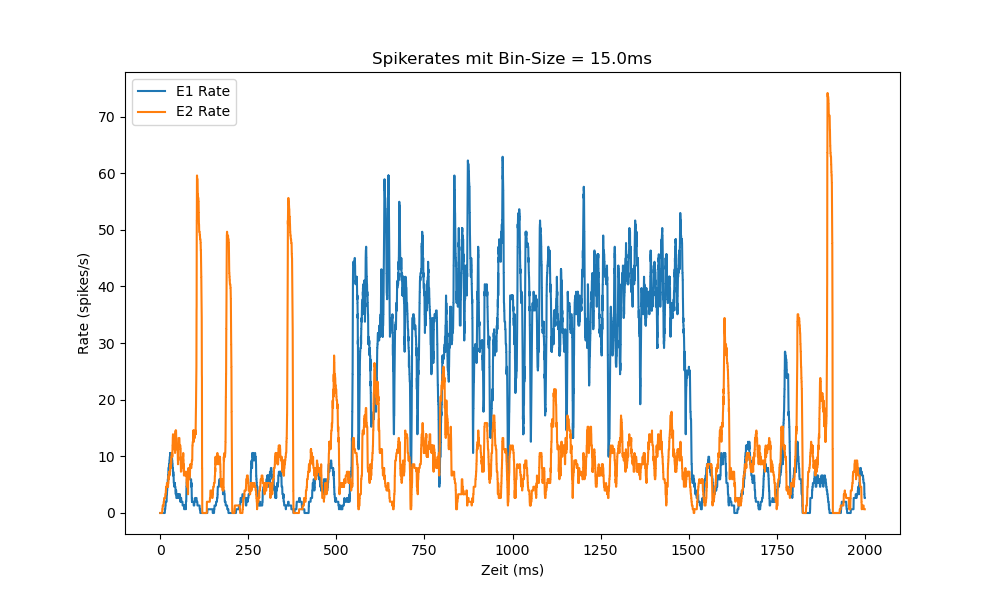 Spikerates mit Bin-Size = 15.0ms
E1 Rate
E2 Rate
Rate (spikes/s)
70
60
50
40
30
20
10
0
0 250 500 750 1000 1250 1500 1750 2000
Zeit (ms)